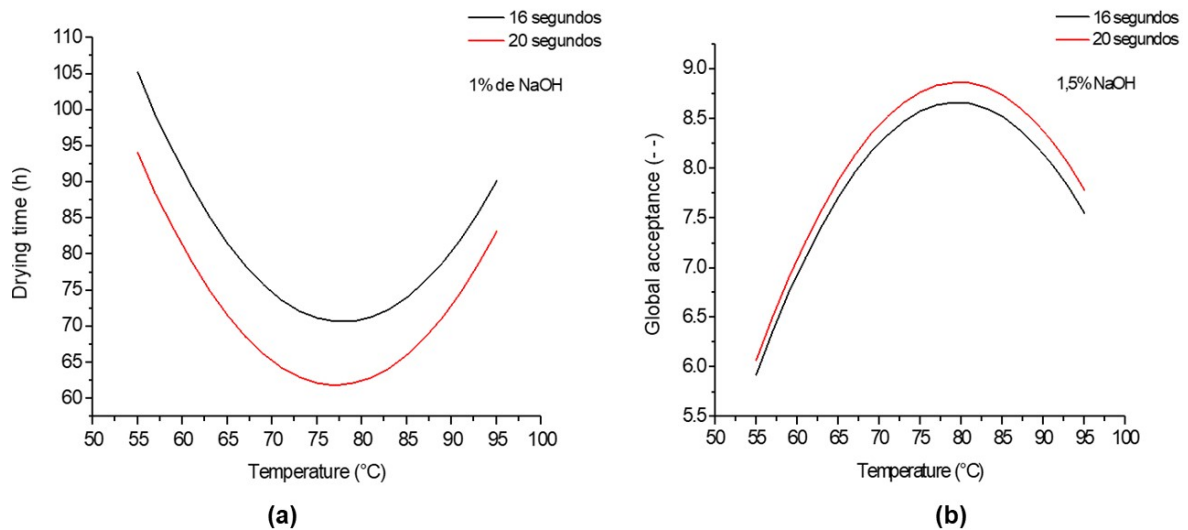 16 segundos
20 segundos
1% de NaOH
110
105
100
95
90
85
80
75
70
65
60
Drying time (h)
50 55 60 65 70 75 80 85 90 95 100
Temperature (°C)
(a)
16 segundos
20 segundos
1,5% NaOH
9.0
8.5
8.0
7.5
7.0
6.5
6.0
5.5
Global acceptance (- -)
50 55 60 65 70 75 80 85 90 95 100
Temperature (°C)
(b)